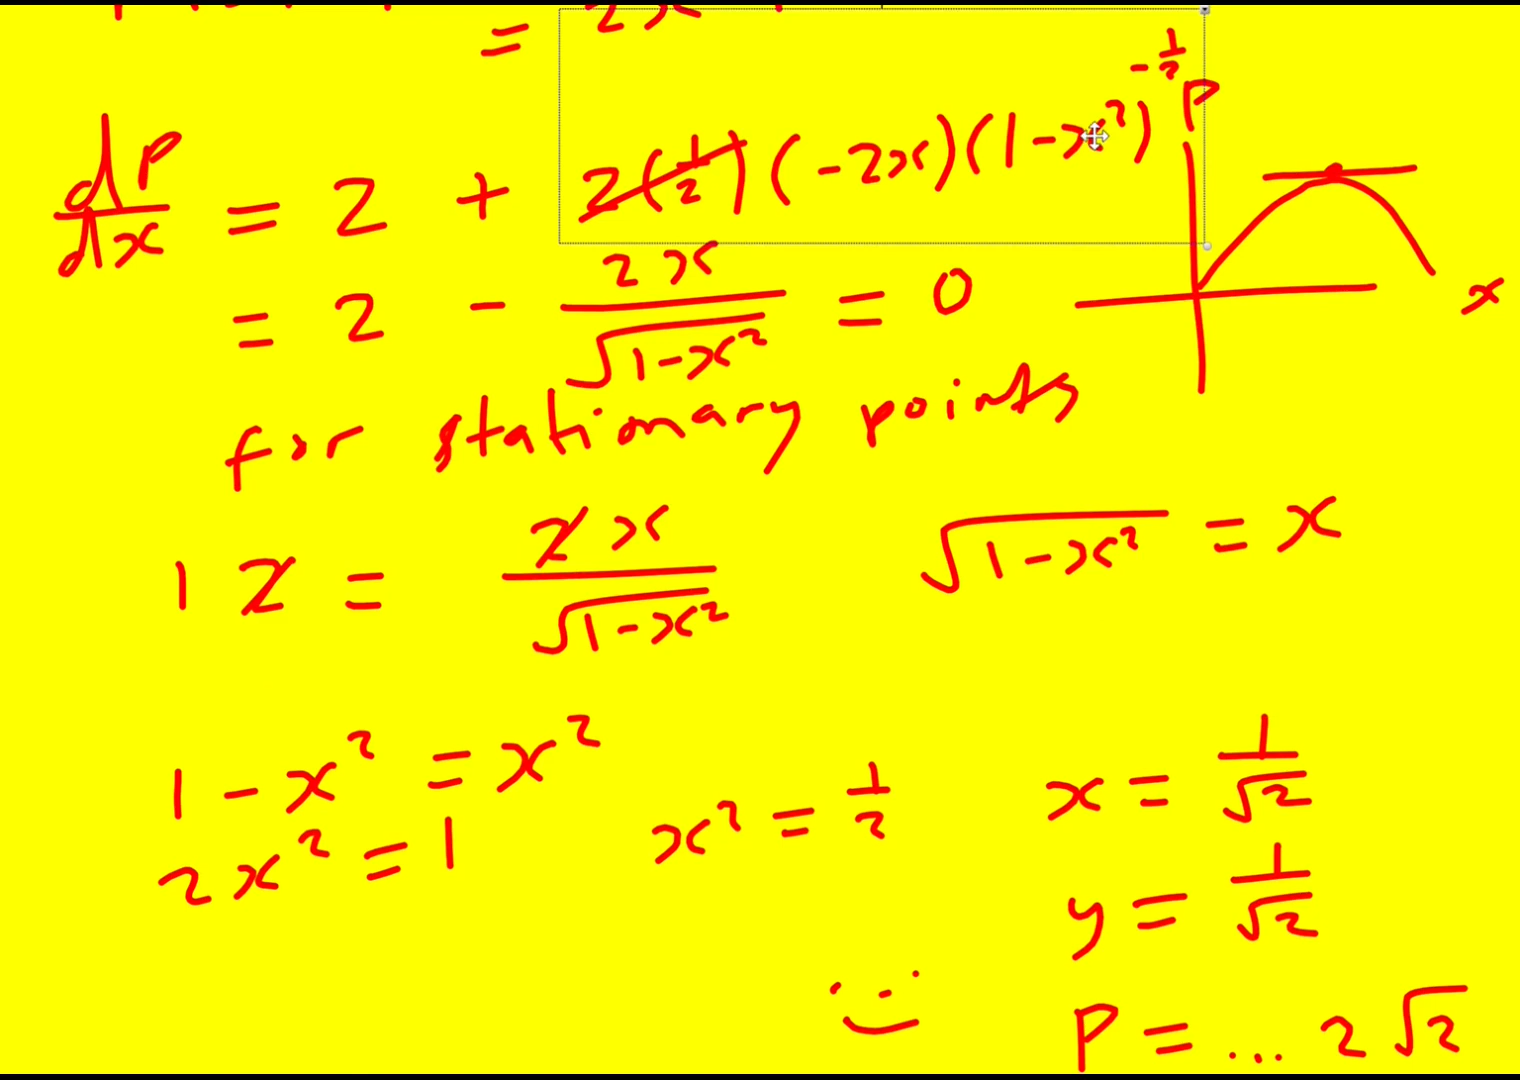 = 2x
dP/dx = 2 + 2(1/2)(-2x)(1-x²)^-1/2
P
= 2 - 2x/√(1-x²) = 0
x
for stationary points
1 2 = 2x/√(1-x²)
√(1-x²) = x
1 - x² = x²
2x² = 1
x² = 1/2
x = 1/√2
y = 1/√2
P = ... 2√2